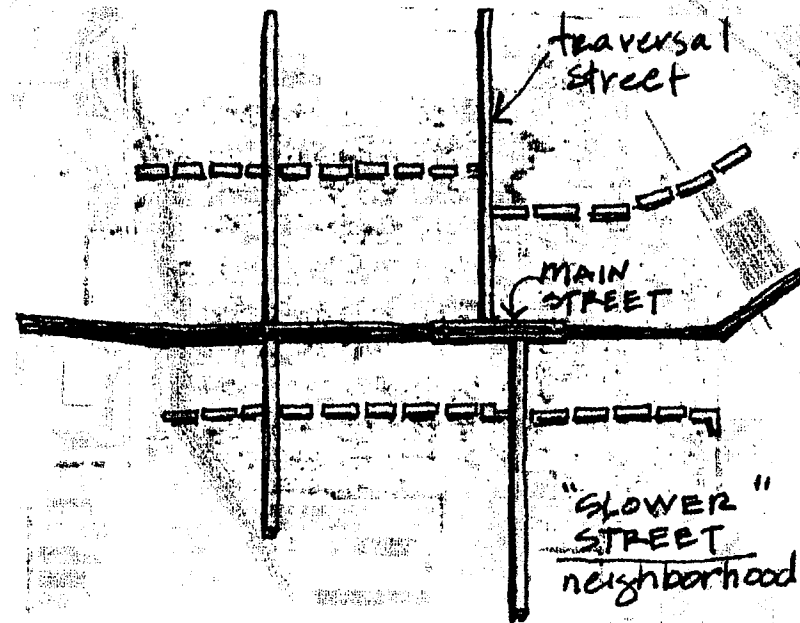 traversal
street
MAIN
STREET
"SLOWER"
STREET
neighborhood